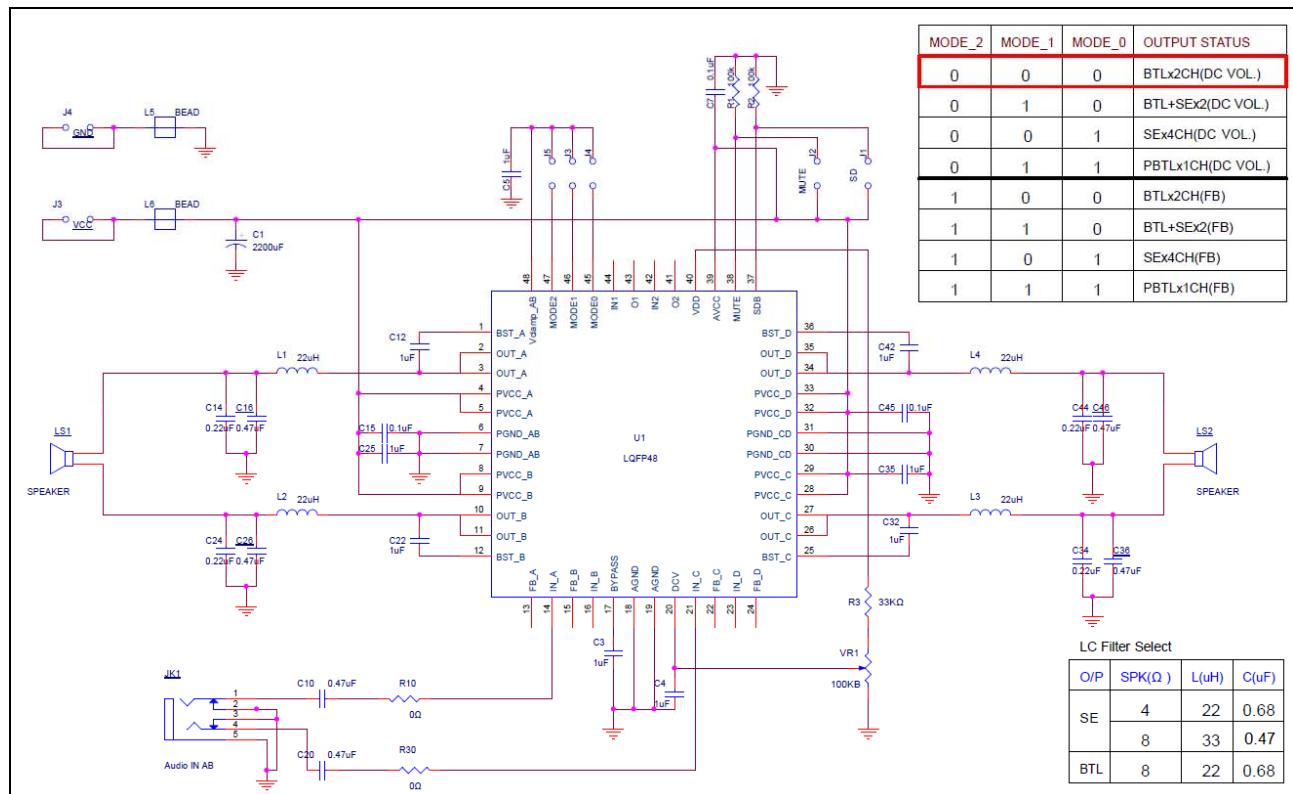 MODE_2 MODE_1 MODE_0 OUTPUT STATUS
0 0 0 BTLx2CH(DC VOL.)
0 1 0 BTL+SEx2(DC VOL.)
0 0 1 SEx4CH(DC VOL.)
0 1 1 PBTLx1CH(DC VOL.)
1 0 0 BTLx2CH(FB)
1 1 0 BTL+SEx2(FB)
1 0 1 SEx4CH(FB)
1 1 1 PBTLx1CH(FB)
J4
GND
L5 BEAD
J3
VCC
L6 BEAD
C1
2200uF
C5 1uF
J5
J3
J4
C7 0.1uF
R1 100k
R2 100k
J2
MUTE
J1
SD
48 47 46 45 44 43 42 41 40 39 38 37
Vdamp_AB MODE2 MODE1 MODE0 IN1 O1 IN2 O2 VDD AVCC MUTE SDB
U1
LQFP48
1 BST_A
2 OUT_A
3 OUT_A
4 PVCC_A
5 PVCC_A
6 PGND_AB
7 PGND_AB
8 PVCC_B
9 PVCC_B
10 OUT_B
11 OUT_B
12 BST_B
BST_D 36
OUT_D 35
OUT_D 34
PVCC_D 33
PVCC_D 32
PGND_CD 31
PGND_CD 30
PVCC_C 29
PVCC_C 28
OUT_C 27
OUT_C 26
BST_C 25
FB_A IN_A FB_B IN_B BYPASS AGND AGND DCV IN_C FB_C IN_D FB_D
13 14 15 16 17 18 19 20 21 22 23 24
C12
1uF
L1 22uH
C14
0.22uF
C16
0.47uF
C15 0.1uF
C25 1uF
LS1
SPEAKER
L2 22uH
C24
0.22uF
C26
0.47uF
C22
1uF
C42
1uF
L4 22uH
C45 0.1uF
C44
0.22uF
C46
0.47uF
C35 1uF
LS2
SPEAKER
C32
1uF
L3 22uH
C34
0.22uF
C36
0.47uF
R3 33KΩ
VR1
100KB
C3
1uF
C4
1uF
JK1
1
2
3
4
5
Audio IN AB
C10 0.47uF
R10
0Ω
C20 0.47uF
R30
0Ω
LC Filter Select
O/P SPK(Ω ) L(uH) C(uF)
SE 4 22 0.68
8 33 0.47
BTL 8 22 0.68